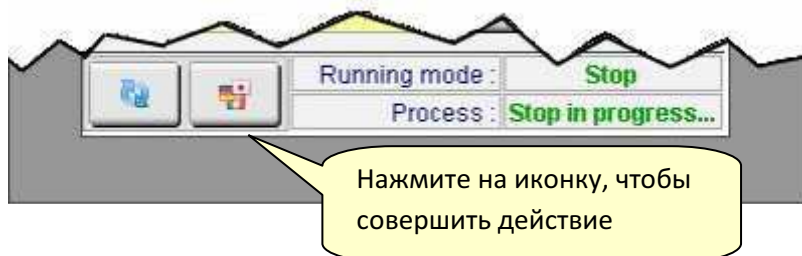 Running mode : Stop
Process : Stop in progress...
Нажмите на иконку, чтобы
совершить действие